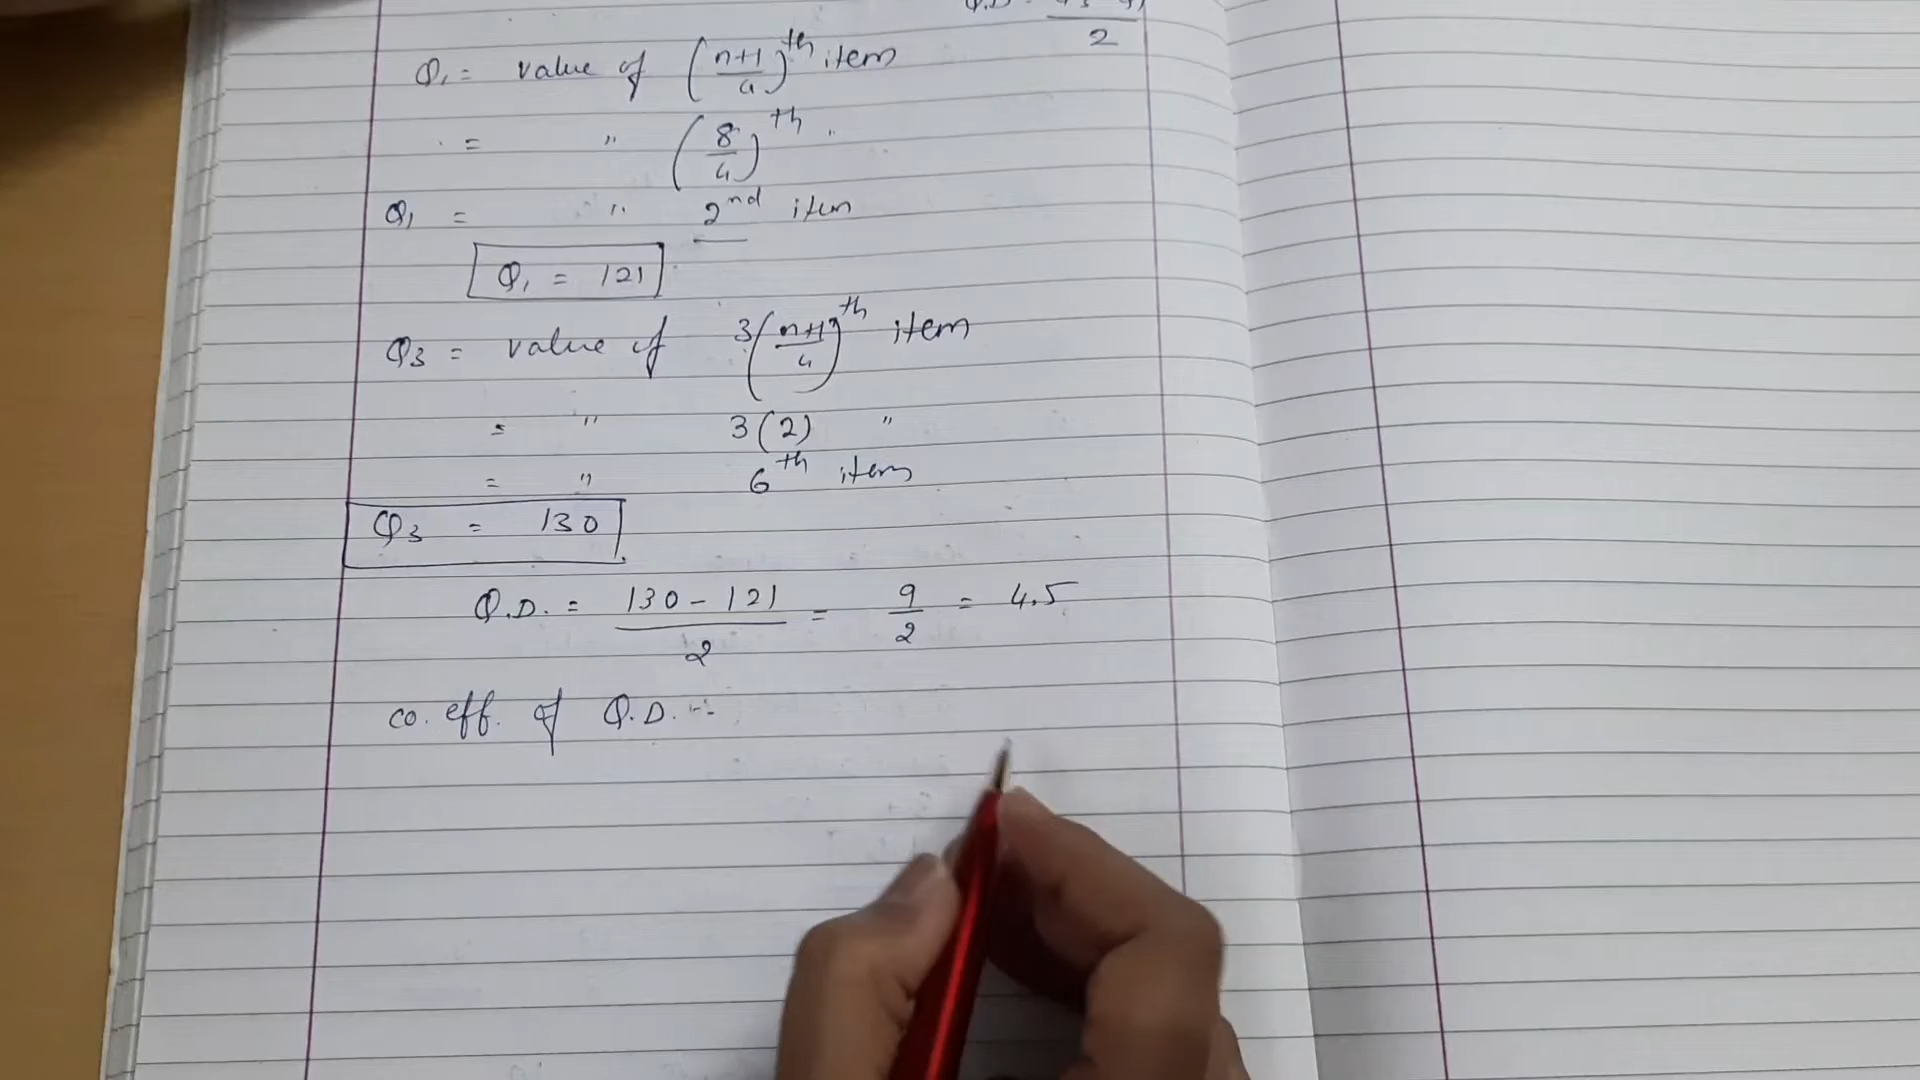 2
Q₁ = value of (n+1/4)th item
= " (8/4)th "
Q₁ = " 2nd item
Q₁ = 121
Q₃ = value of 3(n+1/4)th item
= " 3(2) "
= " 6th item
Q₃ = 130
Q.D. = 130-121/2 = 9/2 = 4.5
co. eff. of Q.D. =